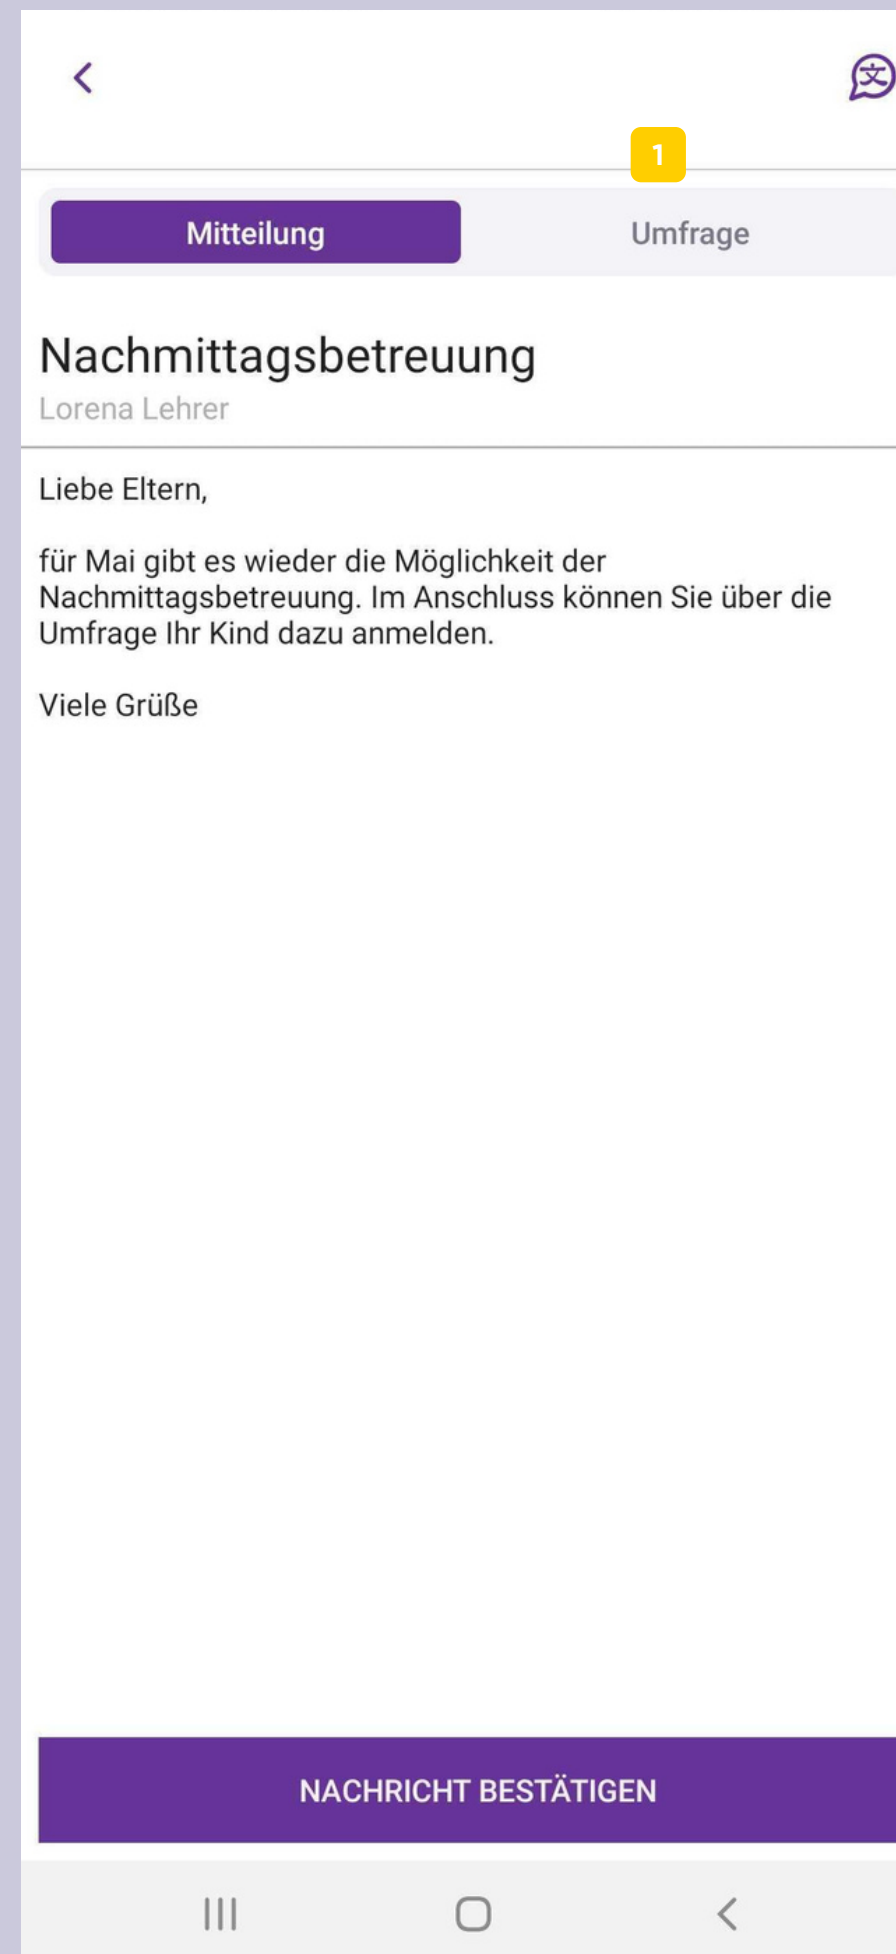 文
1
Mitteilung
Umfrage
Nachmittagsbetreuung
Lorena Lehrer
Liebe Eltern,
für Mai gibt es wieder die Möglichkeit der
Nachmittagsbetreuung. Im Anschluss können Sie über die
Umfrage Ihr Kind dazu anmelden.
Viele Grüße
NACHRICHT BESTÄTIGEN